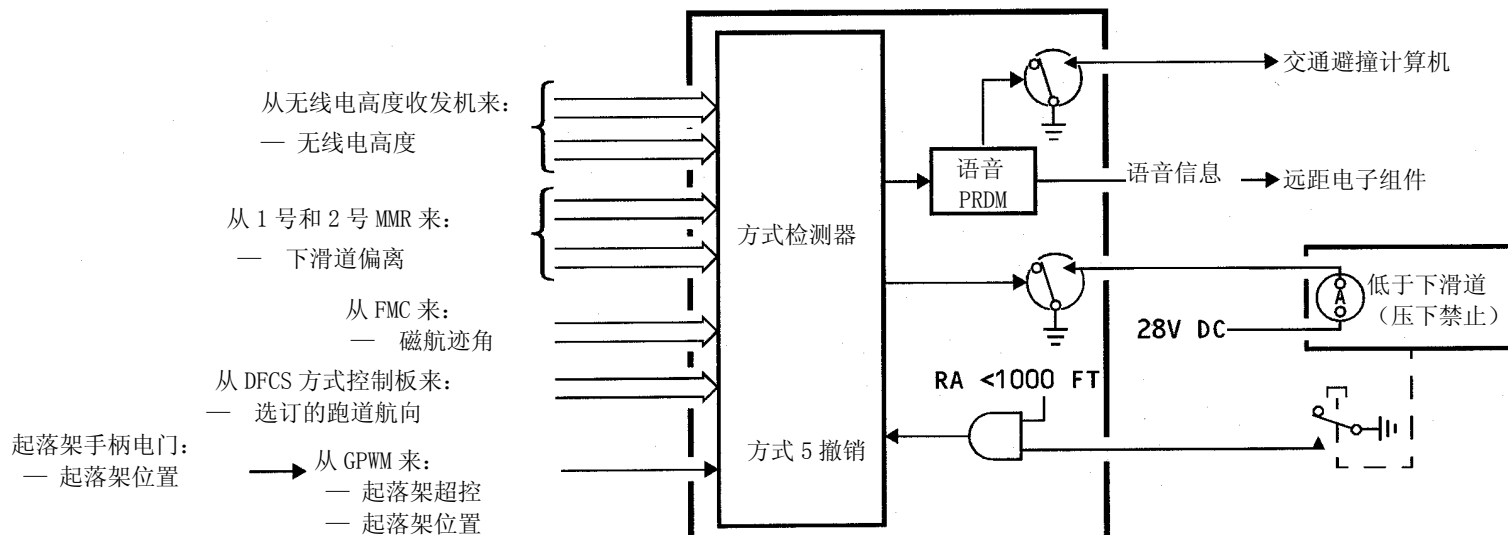 从无线电高度收发机来:
— 无线电高度
从 1 号和 2 号 MMR 来:
— 下滑道偏离
从 FMC 来:
— 磁航迹角
从 DFCS 方式控制板来:
— 选订的跑道航向
起落架手柄电门:
— 起落架位置
从 GPWM 来:
— 起落架超控
— 起落架位置
方式检测器
方式 5 撤销
语音
PRDM
交通避撞计算机
语音信息
远距电子组件
低于下滑道
(压下禁止)
A
28V DC
RA <1000 FT